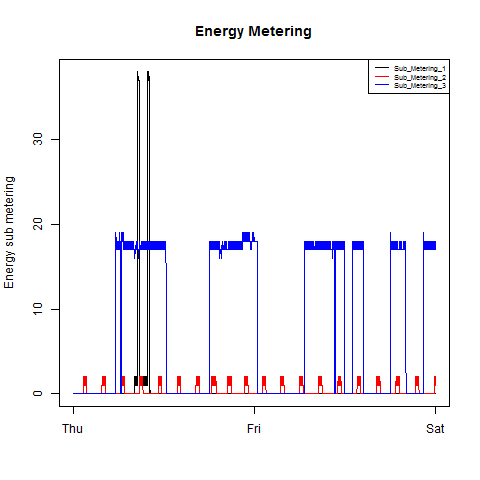 Energy Metering
Sub_Metering_1
Sub_Metering_2
Sub_Metering_3
Energy sub metering
30
20
10
0
Thu Fri Sat